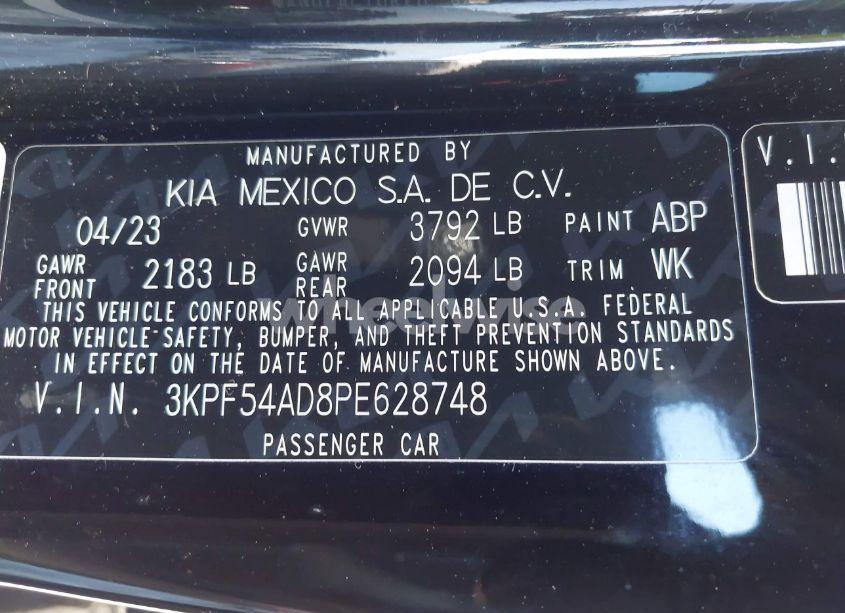 MANUFACTURED
MANUFACTURED BY
KIA MEXICO S.A. DE C.V.
04/23 GVWR 3792 LB PAINT ABP
GAWR FRONT 2183 LB GAWR REAR 2094 LB TRIM WK
THIS VEHICLE CONFORMS TO ALL APPLICABLE U.S.A. FEDERAL
MOTOR VEHICLE SAFETY, BUMPER, AND THEFT PREVENTION STANDARDS
IN EFFECT ON THE DATE OF MANUFACTURE SHOWN ABOVE.
V.I.N. 3KPF54AD8PE628748
PASSENGER CAR
V.I.N
wheelwise